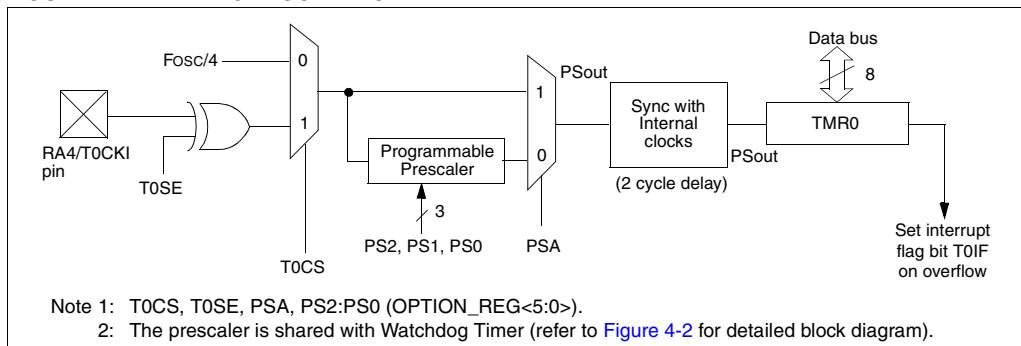 Data bus
8
FOSC/4
0
1
RA4/T0CKI
pin
T0SE
T0CS
Programmable
Prescaler
3
PS2, PS1, PS0
1
0
PSA
PSout
Sync with
Internal
clocks
(2 cycle delay)
PSout
TMR0
Set interrupt
flag bit T0IF
on overflow
Note 1: T0CS, T0SE, PSA, PS2:PS0 (OPTION_REG<5:0>).
2: The prescaler is shared with Watchdog Timer (refer to Figure 4-2 for detailed block diagram).